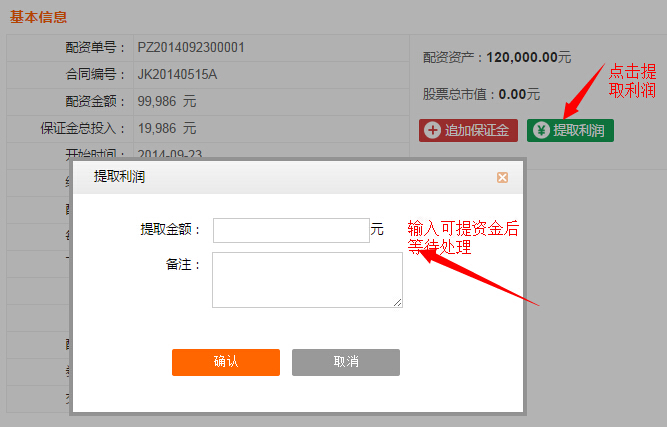 基本信息
配资单号： PZ2014092300001
合同编号： JK20140515A
配资金额： 99,986 元
保证金总投入： 19,986 元
开始时间： 2014-09-23
配资资产：120,000.00元
股票总市值：0.00元
追加保证金 提取利润
点击提
取利润
提取利润
提取金额： 元
备注：
输入可提资金后
等待处理
确认 取消